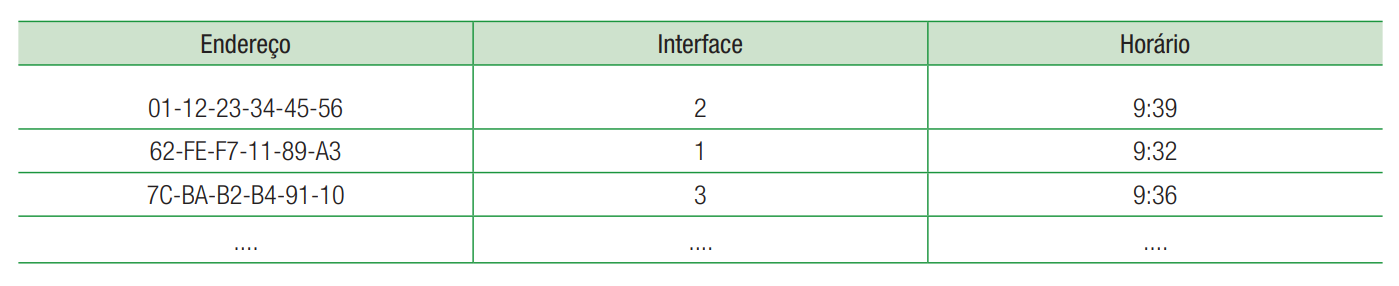 Endereço Interface Horário
01-12-23-34-45-56 2 9:39
62-FE-F7-11-89-A3 1 9:32
7C-BA-B2-B4-91-10 3 9:36
.... .... ....